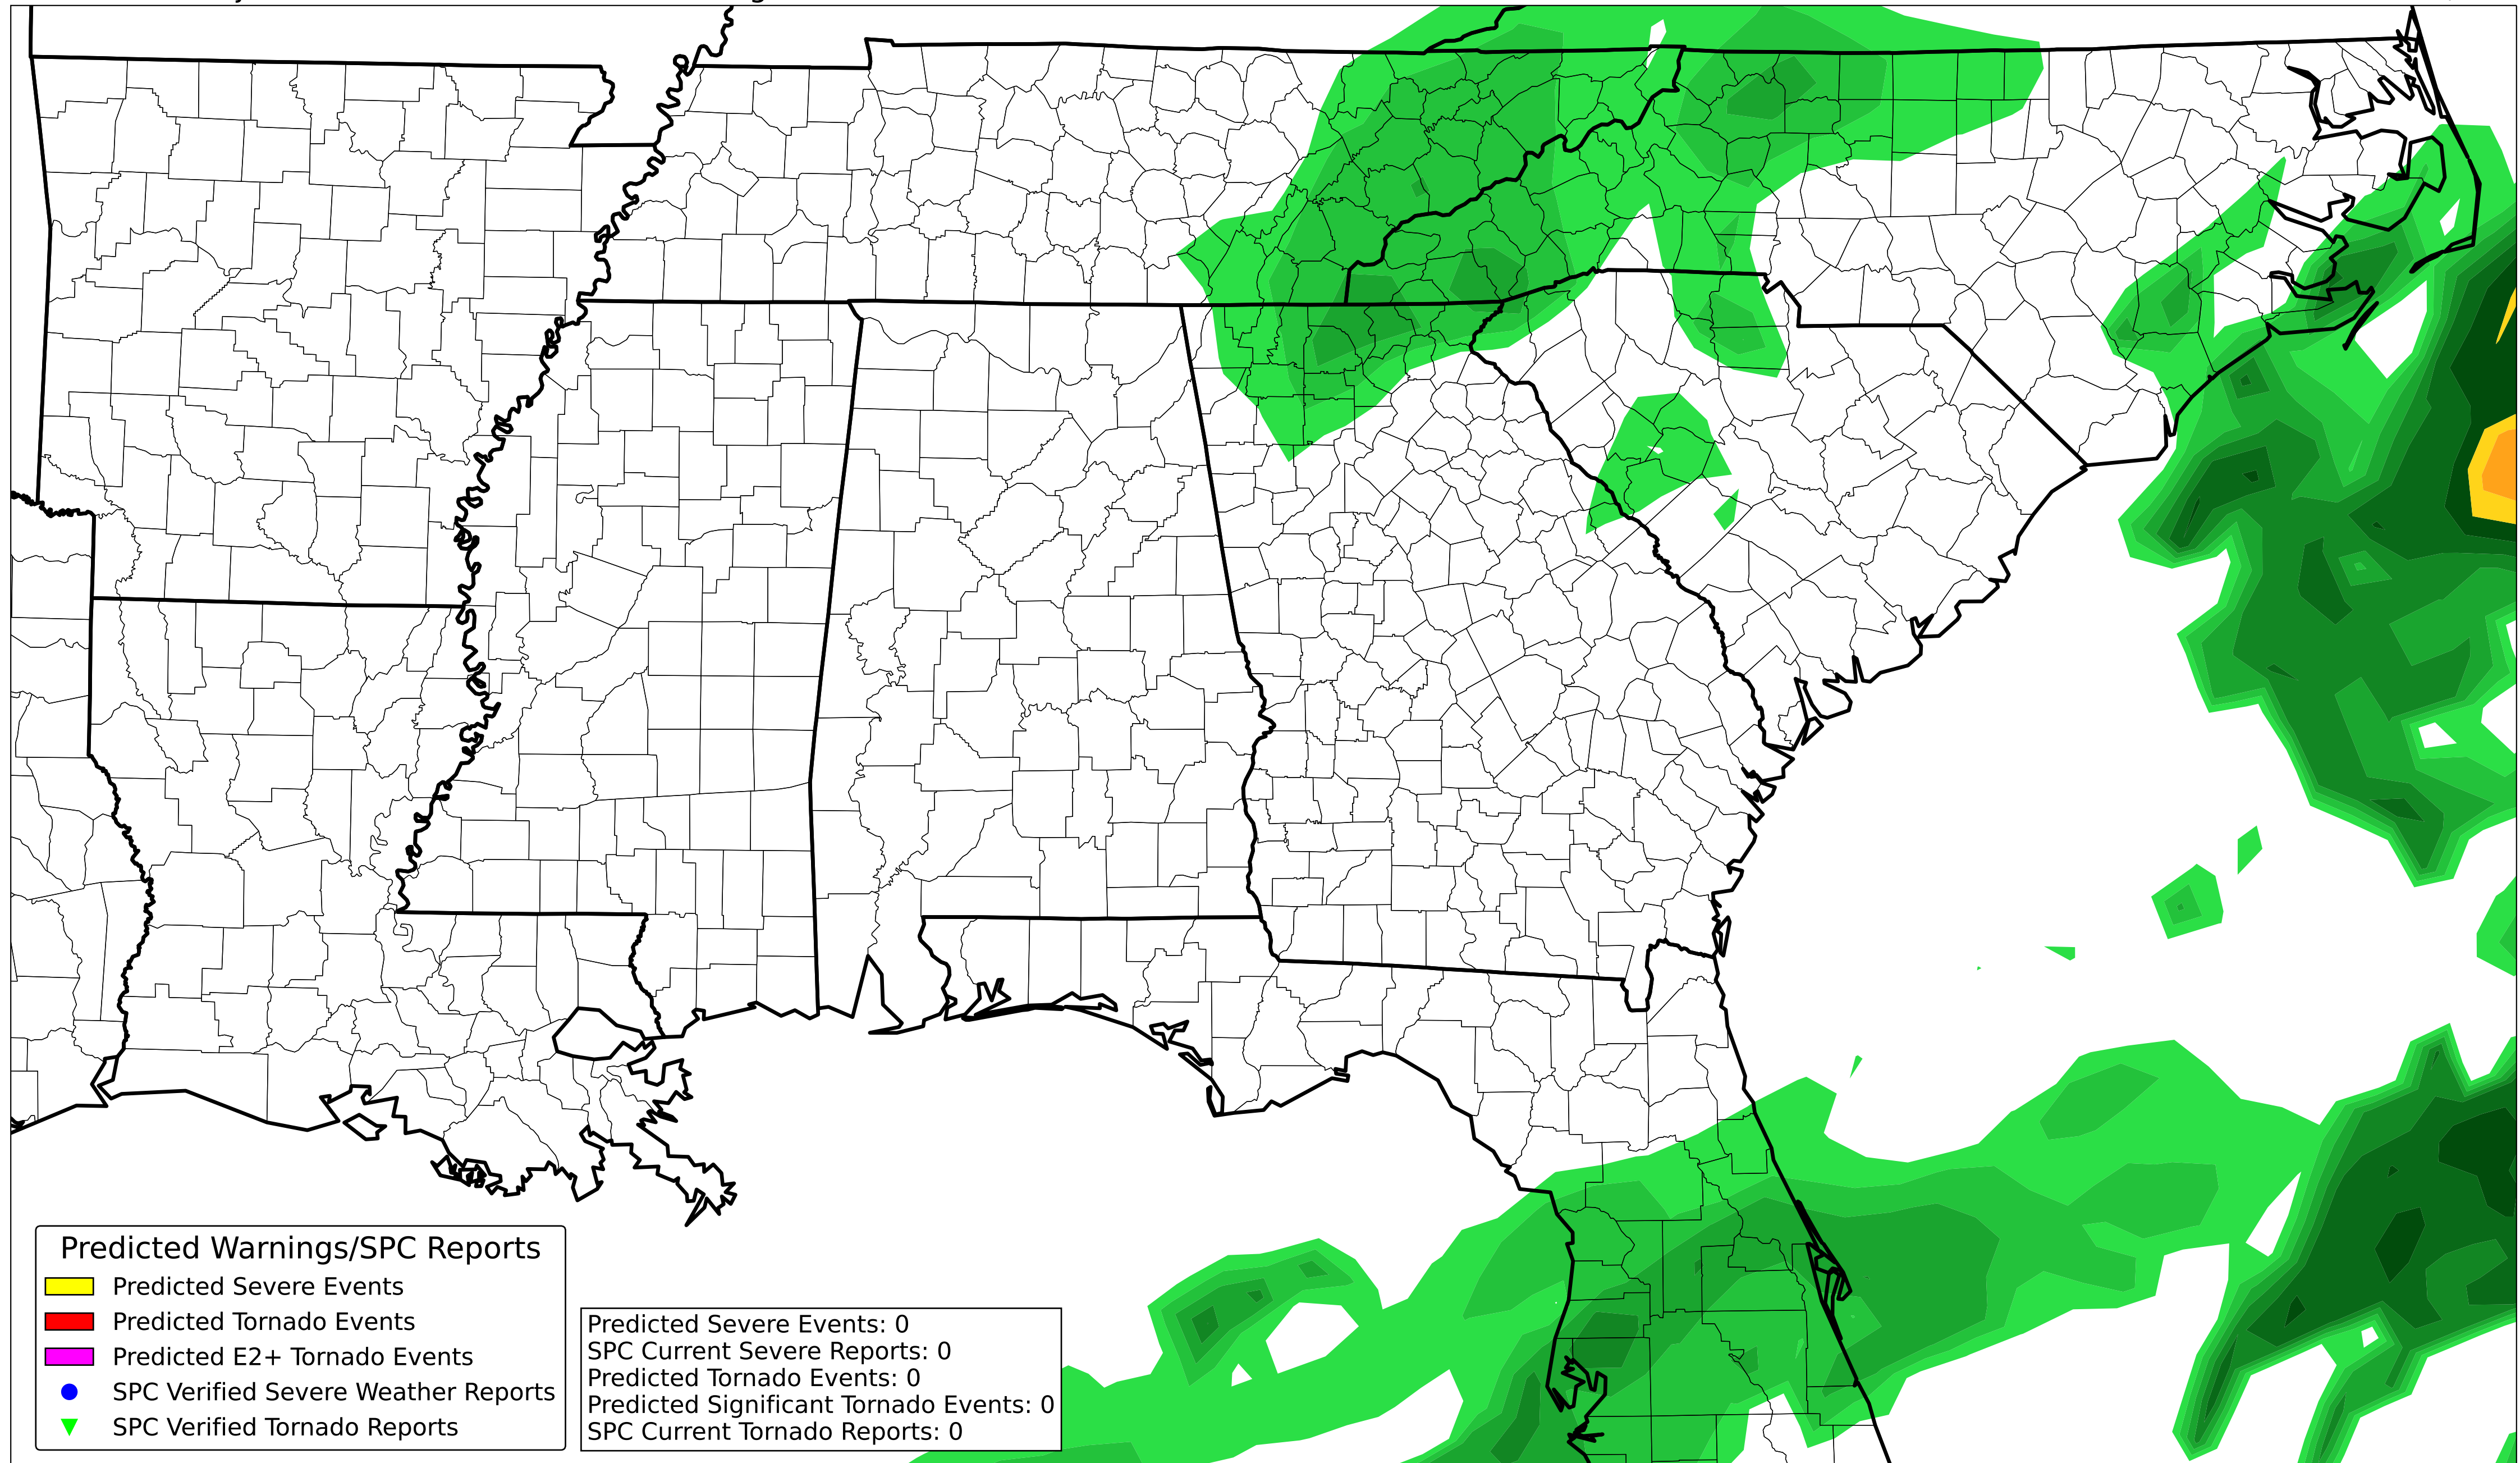 Predicted Warnings/SPC Reports
Predicted Severe Events
Predicted Tornado Events
Predicted E2+ Tornado Events
SPC Verified Severe Weather Reports
SPC Verified Tornado Reports
Predicted Severe Events: 0
SPC Current Severe Reports: 0
Predicted Tornado Events: 0
Predicted Significant Tornado Events: 0
SPC Current Tornado Reports: 0